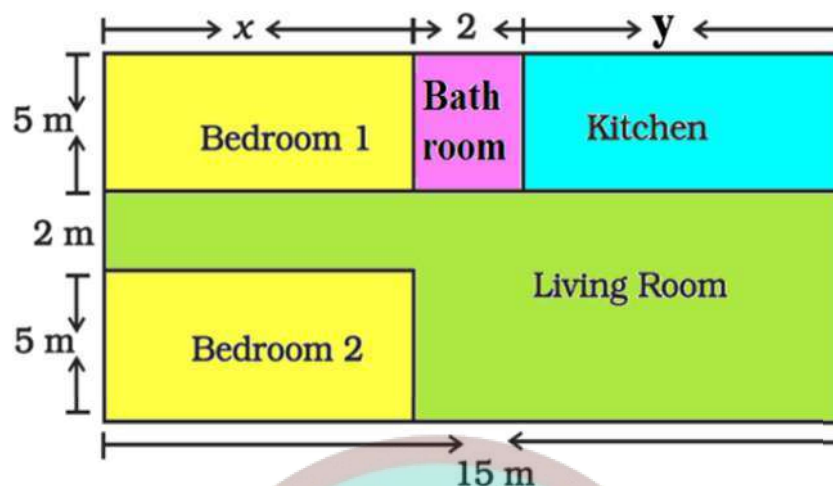 x 2 y
5 m
Bedroom 1
Bath
room
Kitchen
2 m
Living Room
5 m
Bedroom 2
15 m